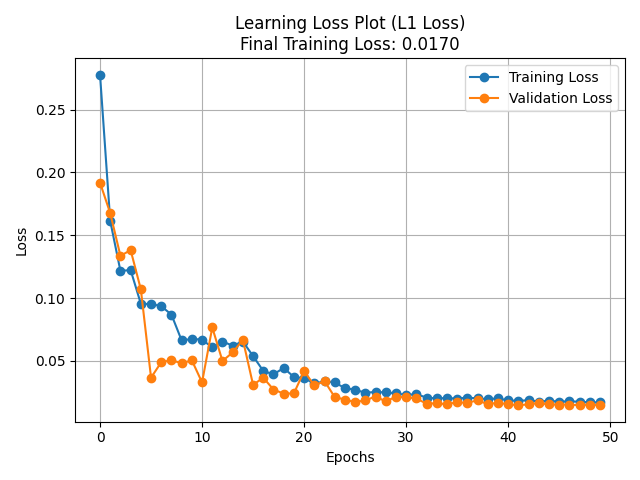 Learning Loss Plot (L1 Loss)
Final Training Loss: 0.0170
Training Loss
Validation Loss
Loss
0.25
0.20
0.15
0.10
0.05
0 10 20 30 40 50
Epochs